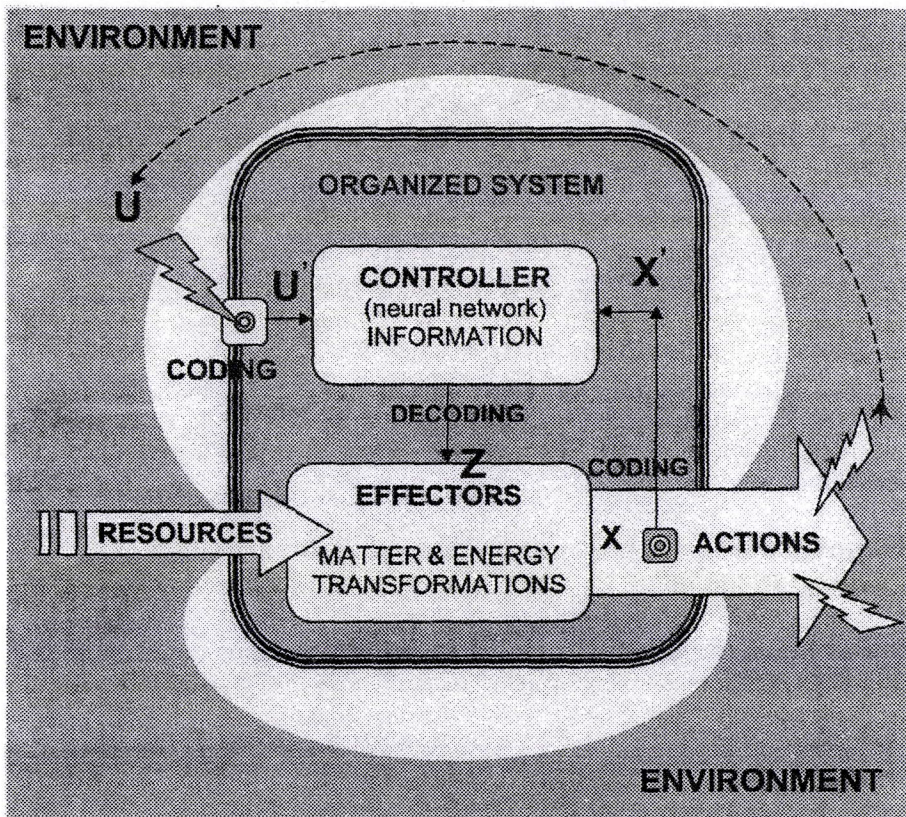 ENVIRONMENT
ORGANIZED SYSTEM
U
U'
CONTROLLER
(neural network)
INFORMATION
X'
CODING
DECODING
Z
CODING
EFFECTORS
RESOURCES
MATTER & ENERGY
TRANSFORMATIONS
X
ACTIONS
ENVIRONMENT